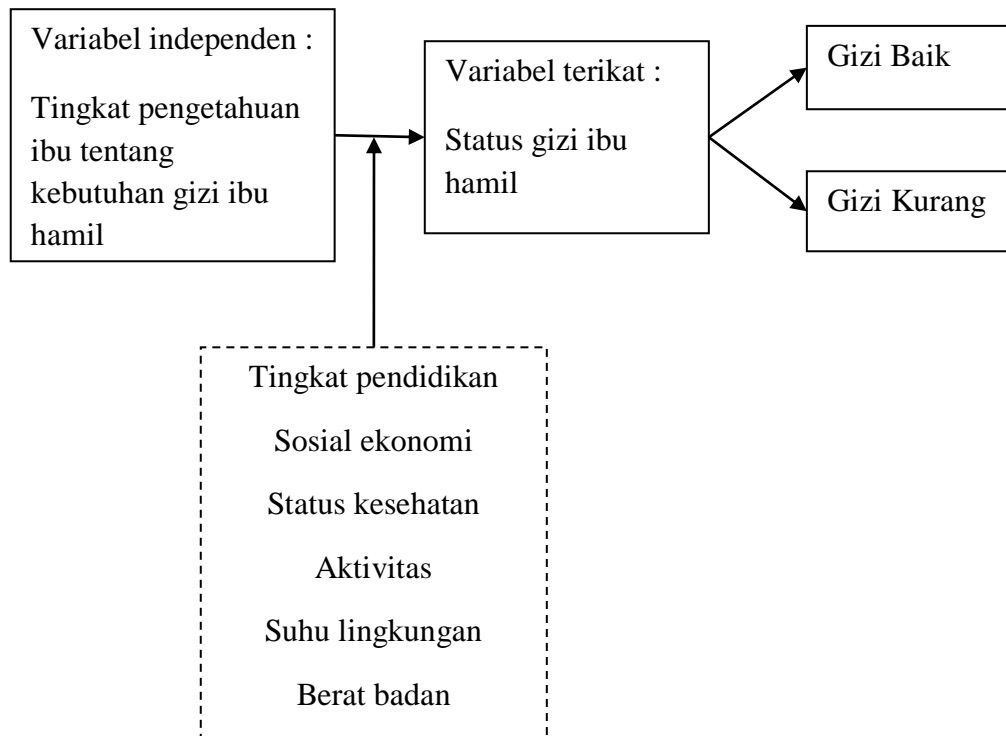 Variabel independen :
Tingkat pengetahuan
ibu tentang
kebutuhan gizi ibu
hamil
Variabel terikat :
Status gizi ibu
hamil
Gizi Baik
Gizi Kurang
Tingkat pendidikan
Sosial ekonomi
Status kesehatan
Aktivitas
Suhu lingkungan
Berat badan